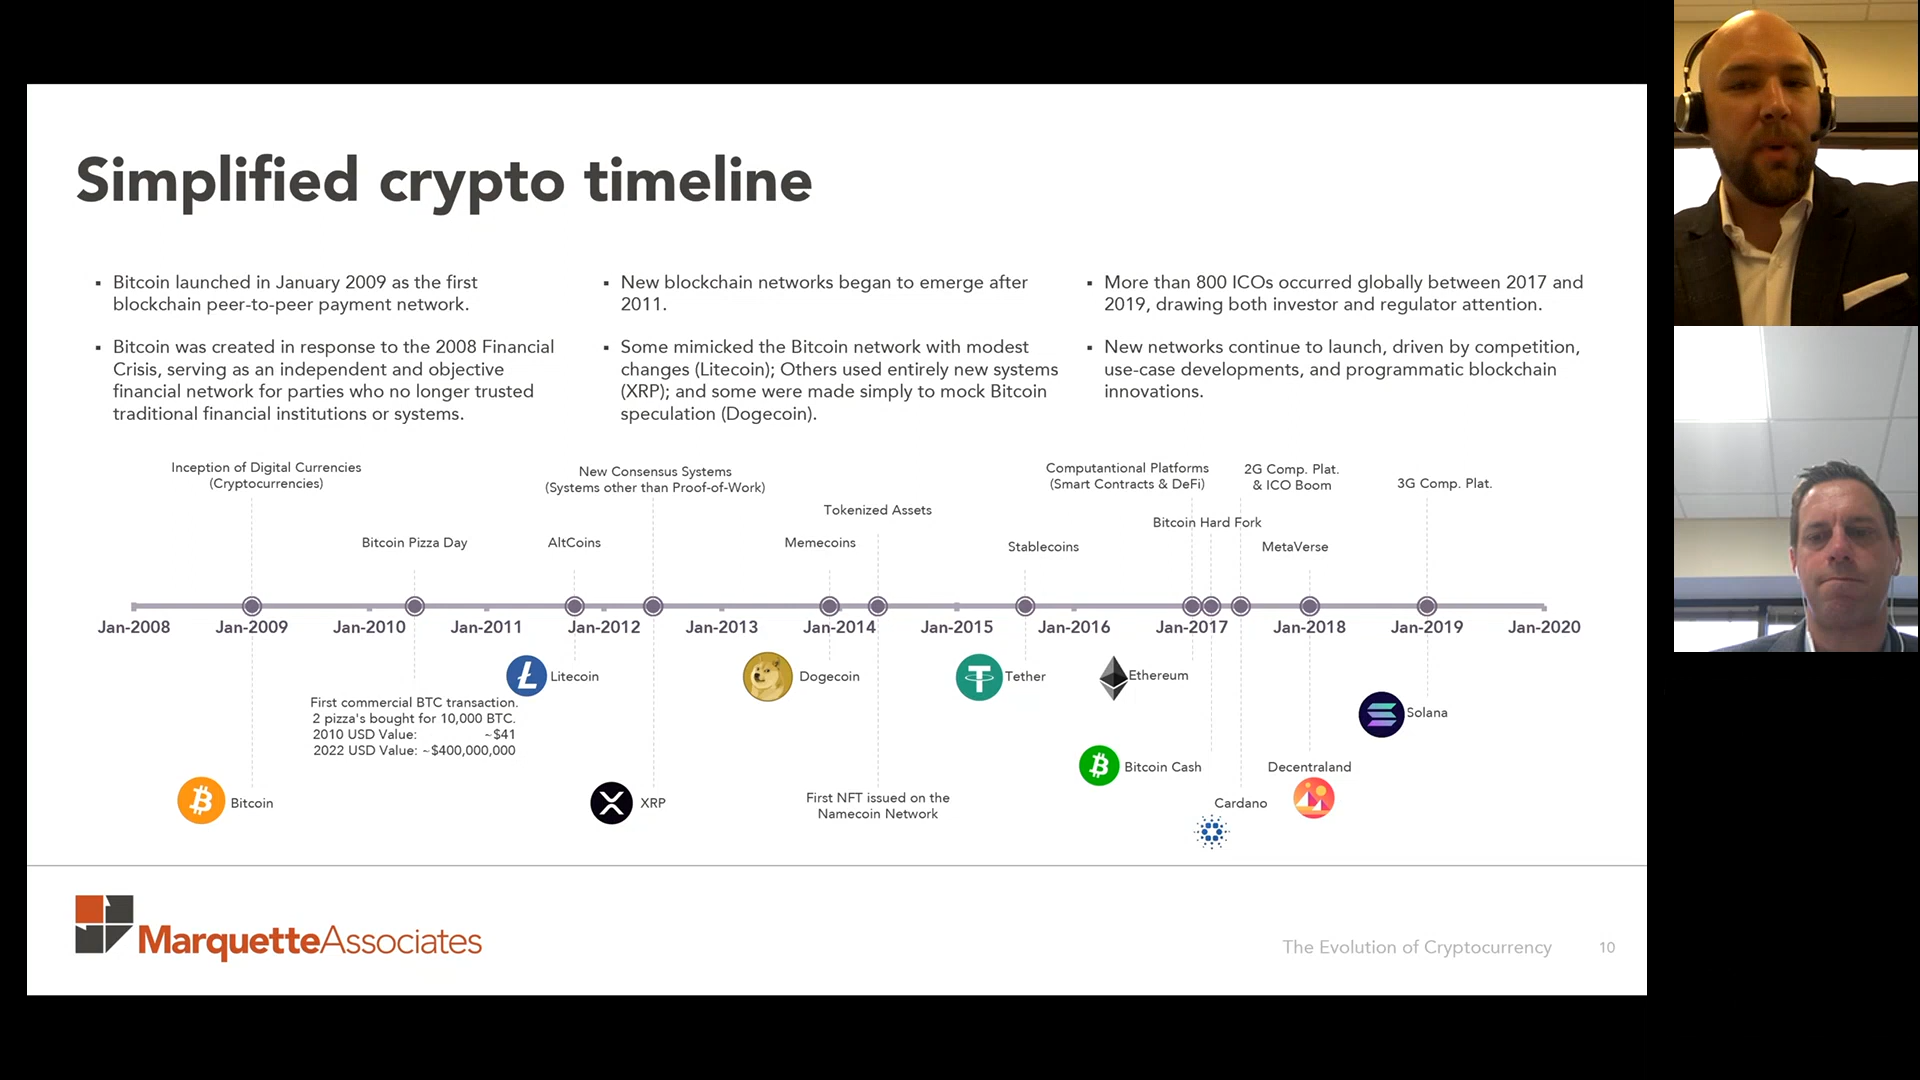 Simplified crypto timeline
▪ Bitcoin launched in January 2009 as the first
blockchain peer-to-peer payment network.
▪ Bitcoin was created in response to the 2008 Financial
Crisis, serving as an independent and objective
financial network for parties who no longer trusted
traditional financial institutions or systems.
▪ New blockchain networks began to emerge after
2011.
▪ Some mimicked the Bitcoin network with modest
changes (Litecoin); Others used entirely new systems
(XRP); and some were made simply to mock Bitcoin
speculation (Dogecoin).
▪ More than 800 ICOs occurred globally between 2017 and
2019, drawing both investor and regulator attention.
▪ New networks continue to launch, driven by competition,
use-case developments, and programmatic blockchain
innovations.
Inception of Digital Currencies
(Cryptocurrencies)
Bitcoin Pizza Day
AltCoins
New Consensus Systems
(Systems other than Proof-of-Work)
Memecoins
Tokenized Assets
Stablecoins
Computantional Platforms
(Smart Contracts & DeFi)
Bitcoin Hard Fork
2G Comp. Plat.
& ICO Boom
MetaVerse
3G Comp. Plat.
Jan-2008 Jan-2009 Jan-2010 Jan-2011 Jan-2012 Jan-2013 Jan-2014 Jan-2015 Jan-2016 Jan-2017 Jan-2018 Jan-2019 Jan-2020
Litecoin
Dogecoin
Tether
Ethereum
Solana
First commercial BTC transaction.
2 pizza's bought for 10,000 BTC.
2010 USD Value: ~$41
2022 USD Value: ~$400,000,000
Bitcoin Cash
Decentraland
Bitcoin
XRP
First NFT issued on the
Namecoin Network
Cardano
MarquetteAssociates
The Evolution of Cryptocurrency 10